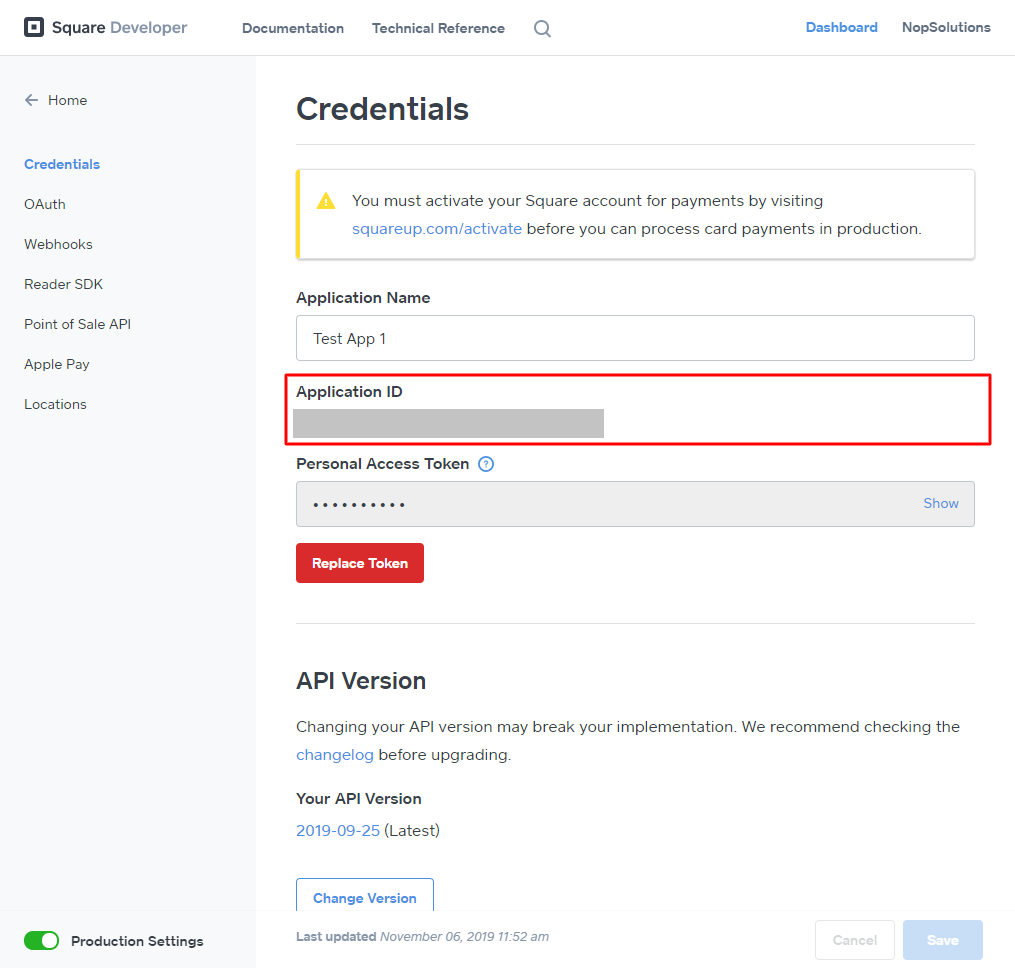 Square Developer
Documentation
Technical Reference
Dashboard
NopSolutions
Home
Credentials
OAuth
Webhooks
Reader SDK
Point of Sale API
Apple Pay
Locations
Production Settings
Credentials
You must activate your Square account for payments by visiting
squareup.com/activate before you can process card payments in production.
Application Name
Test App 1
Application ID
Personal Access Token ?
••••••••••
Show
Replace Token
API Version
Changing your API version may break your implementation. We recommend checking the
changelog before upgrading.
Your API Version
2019-09-25 (Latest)
Change Version
Last updated November 06, 2019 11:52 am
Cancel
Save